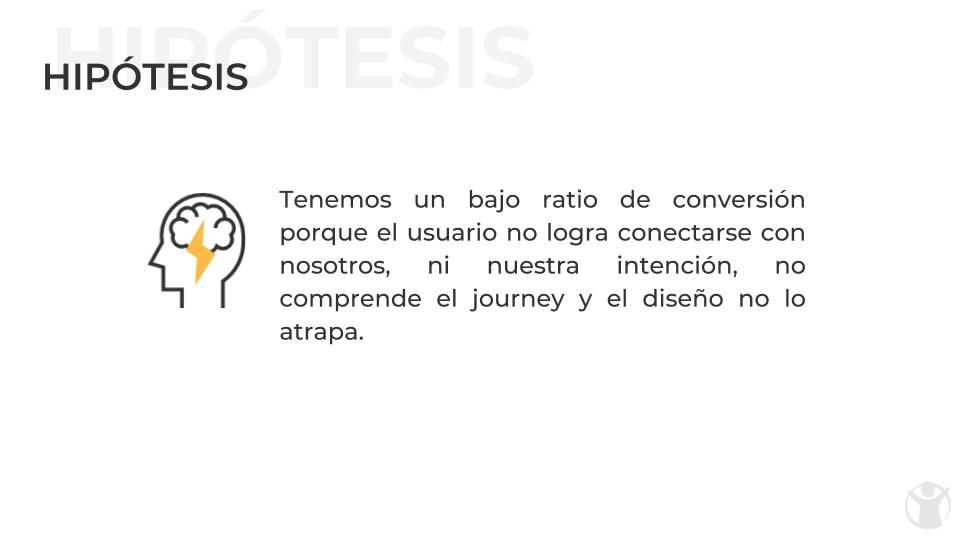 HIPÓTESIS
HIPÓTESIS
Tenemos un bajo ratio de conversión
porque el usuario no logra conectarse con
nosotros, ni nuestra intención, no
comprende el journey y el diseño no lo
atrapa.